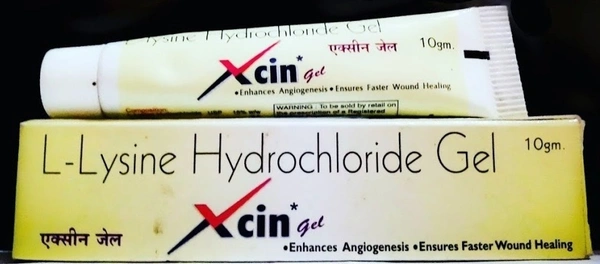 L-Lysine Hydrochloride Gel
Xcin* Gel
एक्सीन जेल 10gm.
•Enhances Angiogenesis •Ensures Faster Wound Healing
WARNING : To be sold by retail on
the prescription of a Registered
L-Lysine Hydrochloride Gel 10gm.
Xcin* Gel
एक्सीन जेल
•Enhances Angiogenesis •Ensures Faster Wound Healing